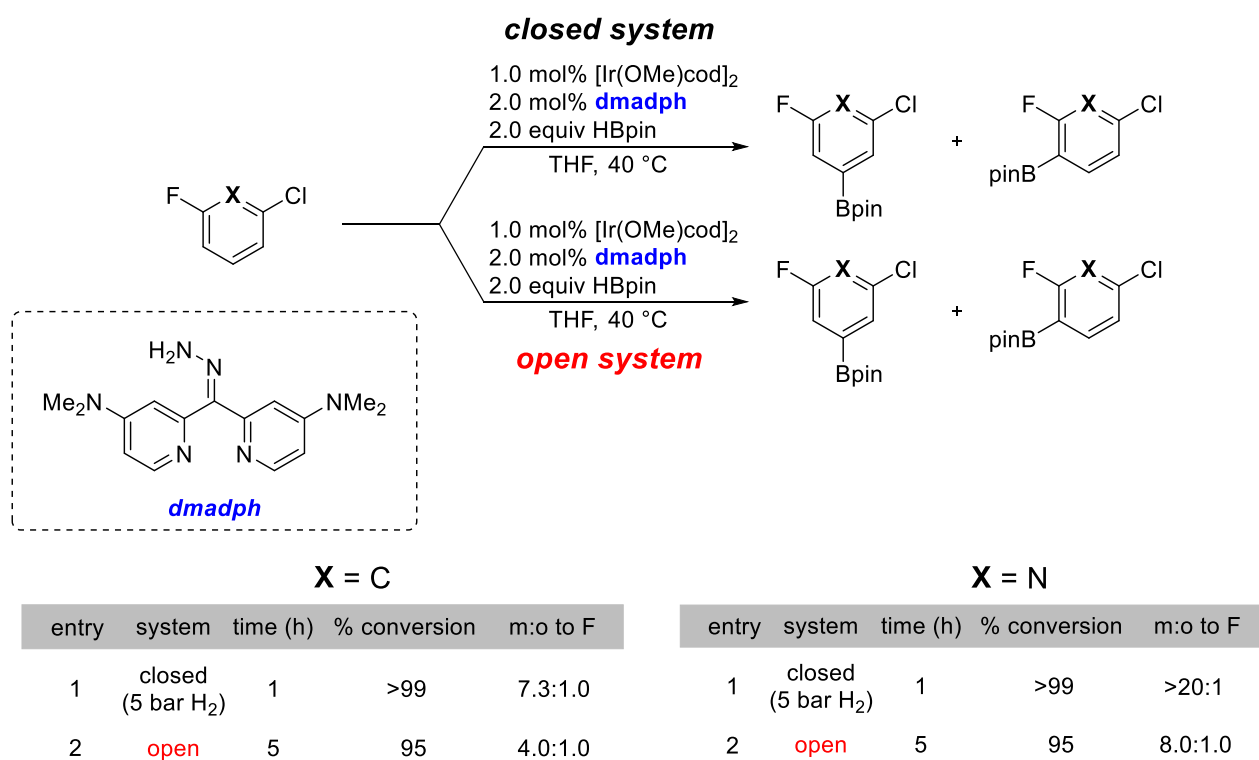 closed system
1.0 mol% [Ir(OMe)cod]2
2.0 mol% dmadph
2.0 equiv HBpin
THF, 40 °C
F X Cl
Bpin
+
F X Cl
pinB
F X Cl
1.0 mol% [Ir(OMe)cod]2
2.0 mol% dmadph
2.0 equiv HBpin
THF, 40 °C
open system
F X Cl
Bpin
+
F X Cl
pinB
H2N
N
Me2N
NMe2
N
N
dmadph
X = C
entry system time (h) % conversion m:o to F
1 closed (5 bar H2) 1 >99 7.3:1.0
2 open 5 95 4.0:1.0
X = N
entry system time (h) % conversion m:o to F
1 closed (5 bar H2) 1 >99 >20:1
2 open 5 95 8.0:1.0